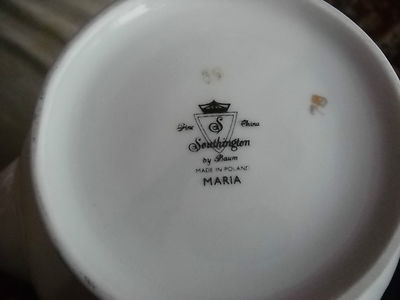 S
Fine China
Southington
by Baum
MADE IN POLAND
MARIA